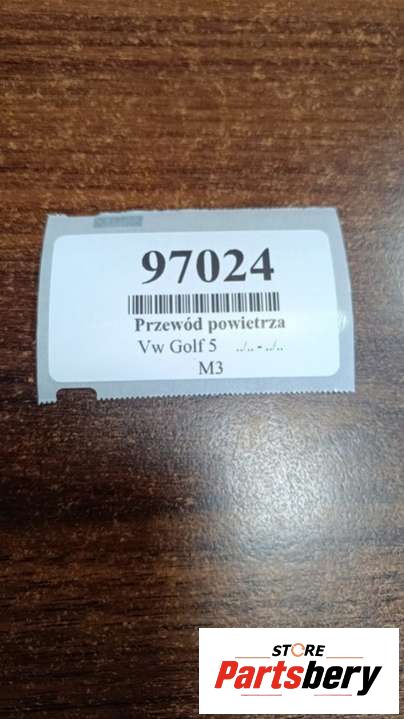 97024
Przewód powietrza
Vw Golf 5 ../.. - ../..
M3
STORE
Partsbery